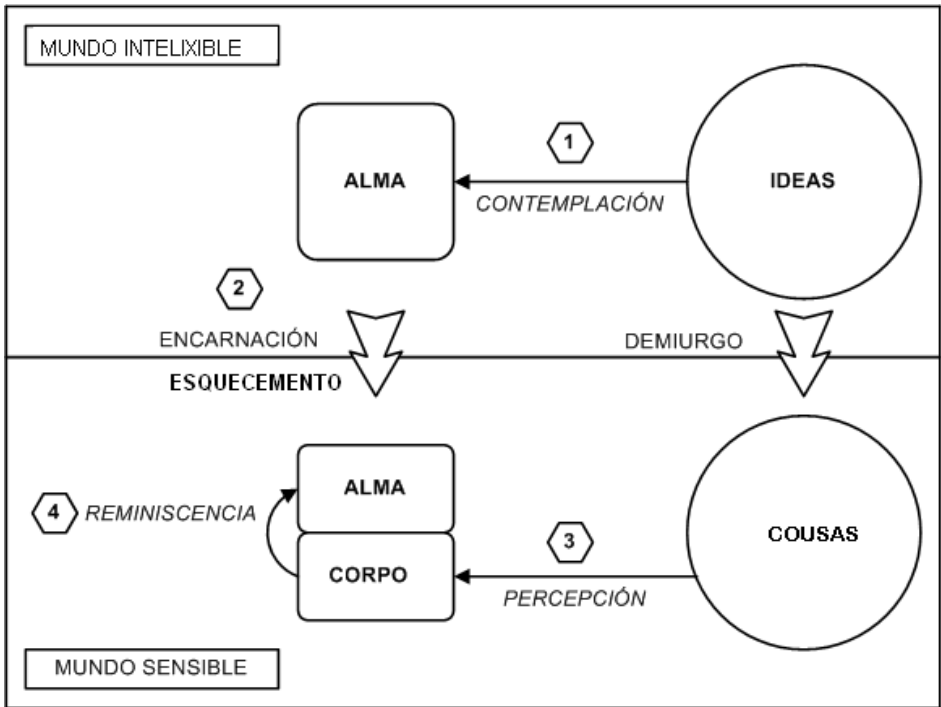 MUNDO INTELIXIBLE
1
ALMA
IDEAS
CONTEMPLACIÓN
2
ENCARNACIÓN
DEMIURGO
ESQUECEMENTO
ALMA
4
REMINISCENCIA
3
COUSAS
CORPO
PERCEPCIÓN
MUNDO SENSIBLE